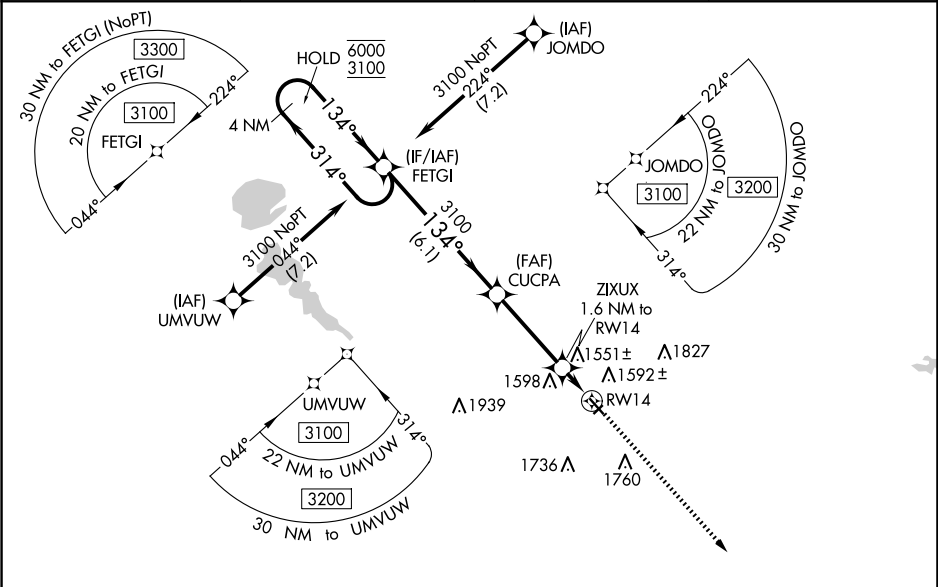 30 NM to FETGI (NoPT)
3300
20 NM to FETGI
3100
FETGI
224°
044°
HOLD
6000
3100
4 NM
134°
314°
(IAF)
JOMDO
3100 NoPT
224°
(7.2)
(IF/IAF)
FETGI
3100 NoPT
044°
(7.2)
(IAF)
UMVUW
3100
134°
(6.1)
(FAF)
CUCPA
ZIXUX
1.6 NM to
RW14
224°
JOMDO
3100
22 NM to JOMDO
3200
30 NM to JOMDO
314°
1551±
1827
1598
1592±
RW14
1939
1736
1760
UMVUW
3100
044°
314°
22 NM to UMVUW
3200
30 NM to UMVUW